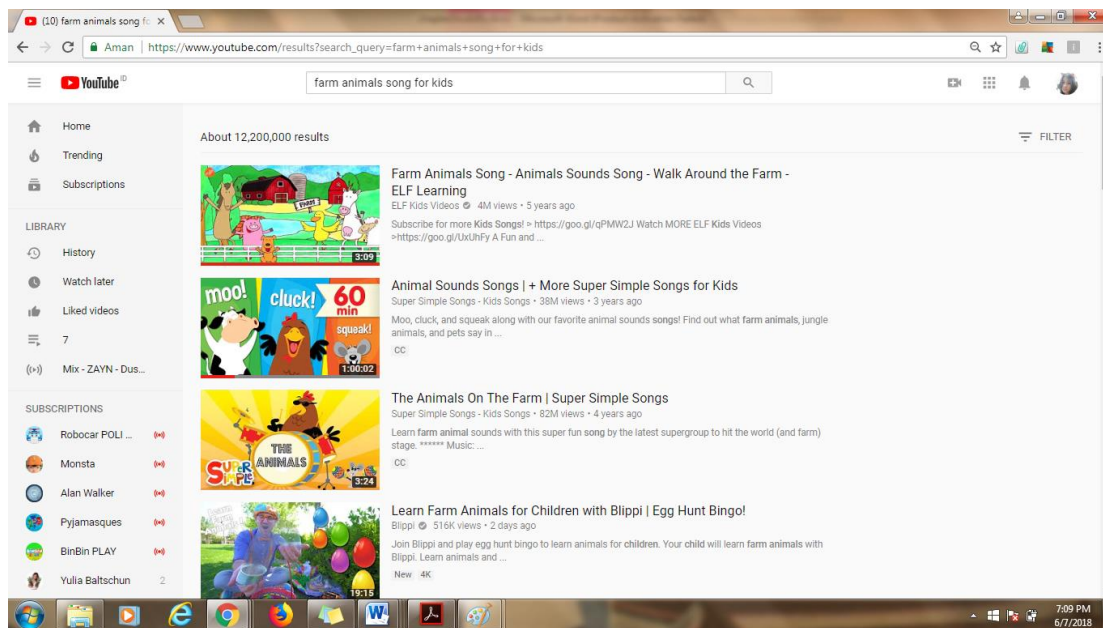 (10) farm animals song fo
Aman https://www.youtube.com/results?search_query=farm+animals+song+for+kids
YouTube ID
farm animals song for kids
Home
Trending
Subscriptions
LIBRARY
History
Watch later
Liked videos
7
Mix - ZAYN - Dus...
SUBSCRIPTIONS
Robocar POLI ...
Monsta
Alan Walker
Pyjamasques
BinBin PLAY
Yulia Baltschun 2
About 12,200,000 results
FILTER
FARM
3:09
Farm Animals Song - Animals Sounds Song - Walk Around the Farm -
ELF Learning
ELF Kids Videos 4M views • 5 years ago
Subscribe for more Kids Songs! ▹ https://goo.gl/qPMW2J Watch MORE ELF Kids Videos
▹https://goo.gl/UxUhFy A Fun and ...
moo!
cluck!
60
min
squeak!
1:00:02
Animal Sounds Songs | + More Super Simple Songs for Kids
Super Simple Songs - Kids Songs • 38M views • 3 years ago
Moo, cluck, and squeak along with our favorite animal sounds songs! Find out what farm animals, jungle
animals, and pets say in ...
CC
THE
ANIMALS
SUPER
SIMPLE
3:24
The Animals On The Farm | Super Simple Songs
Super Simple Songs - Kids Songs • 82M views • 4 years ago
Learn farm animal sounds with this super fun song by the latest supergroup to hit the world (and farm)
stage. ****** Music: ...
CC
19:15
Learn Farm Animals for Children with Blippi | Egg Hunt Bingo!
Blippi 516K views • 2 days ago
Join Blippi and play egg hunt bingo to learn animals for children. Your child will learn farm animals with
Blippi. Learn animals and ...
New 4K
7:09 PM
6/7/2018